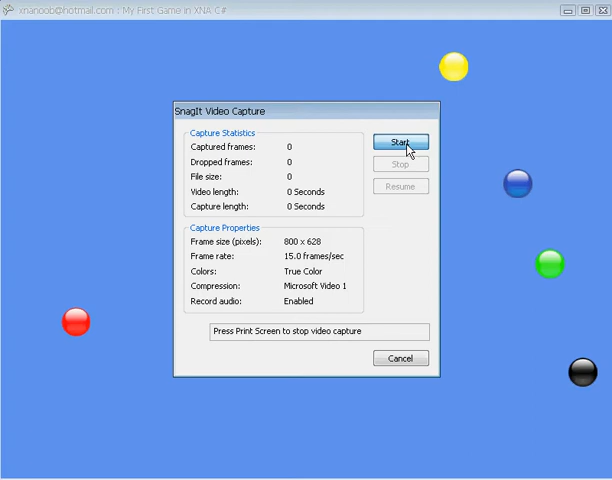 xnanoob@hotmail.com : My First Game in XNA C#
SnagIt Video Capture
Capture Statistics
Captured frames: 0
Dropped frames: 0
File size: 0
Video length: 0 Seconds
Capture length: 0 Seconds
Start
Stop
Resume
Capture Properties
Frame size (pixels): 800 x 628
Frame rate: 15.0 frames/sec
Colors: True Color
Compression: Microsoft Video 1
Record audio: Enabled
Press Print Screen to stop video capture
Cancel